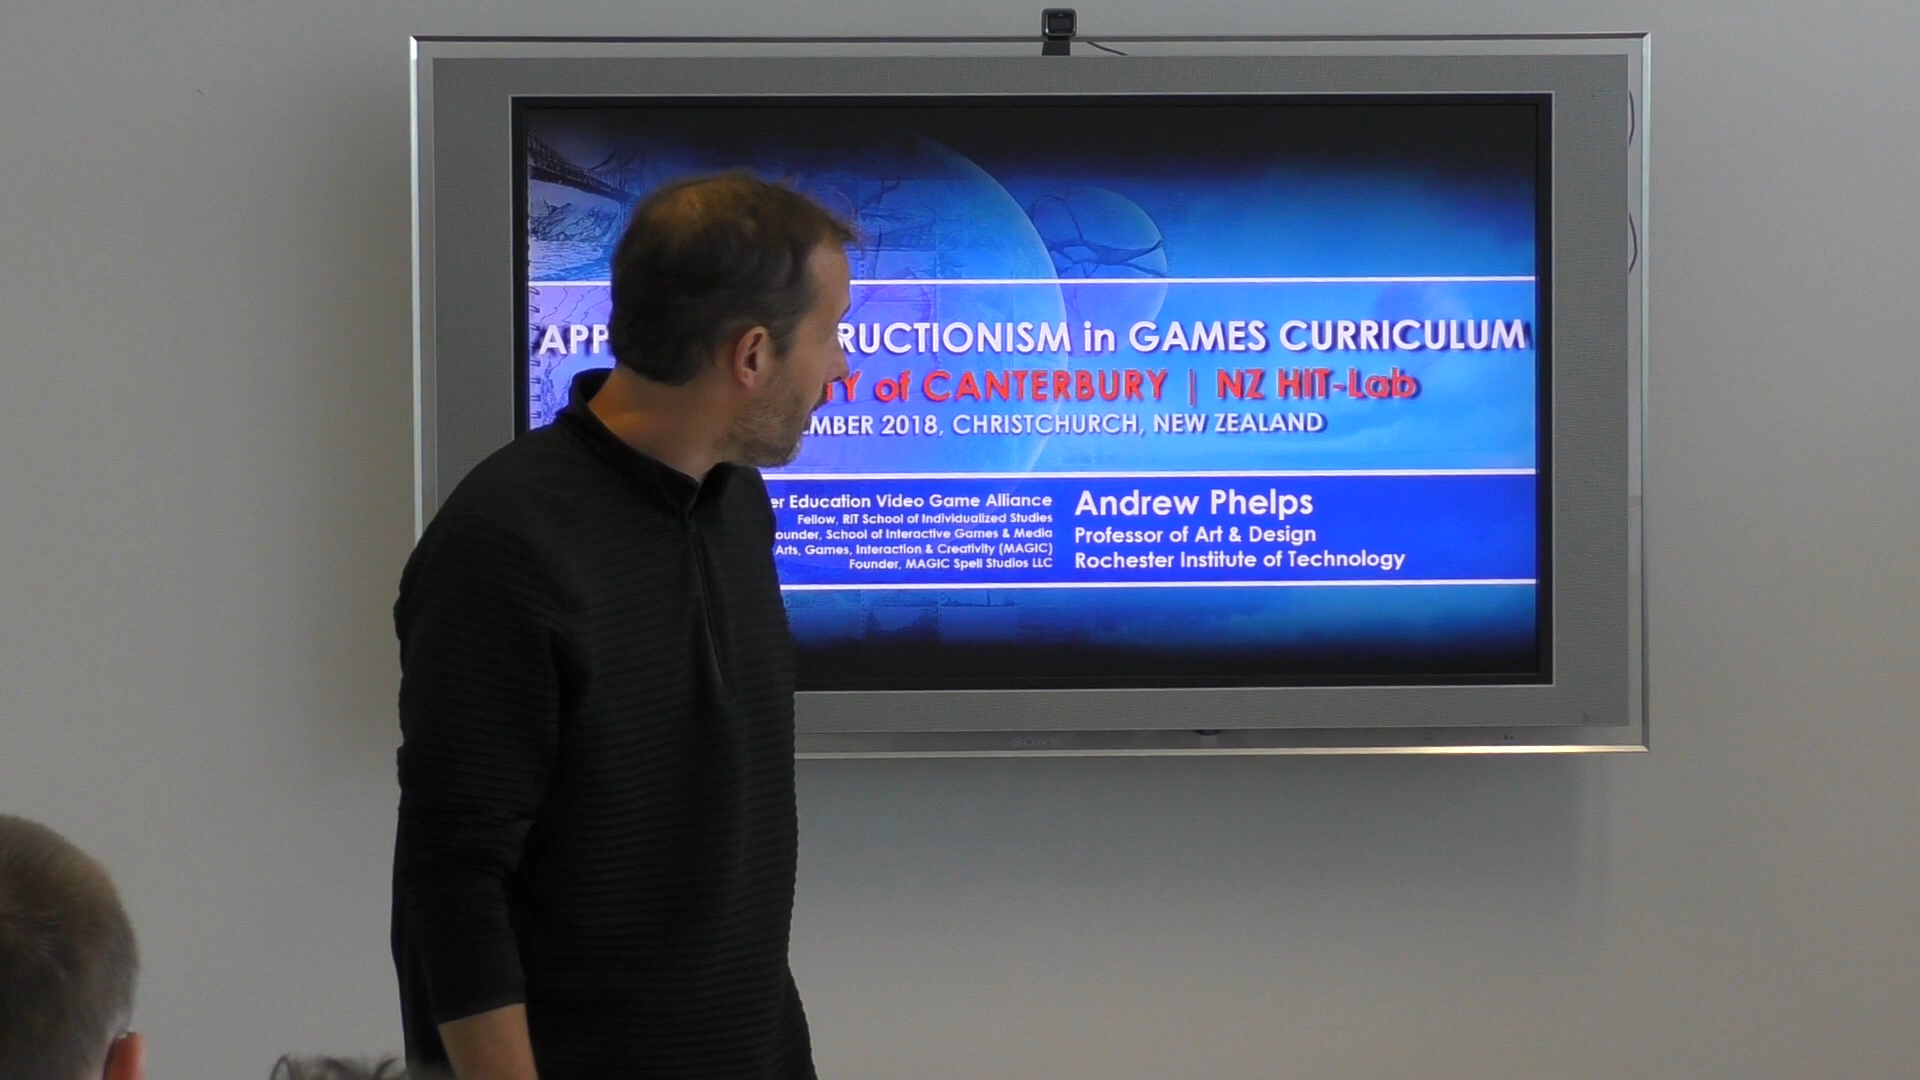 APP RUCTIONISM in GAMES CURRICULUM
TY of CANTERBURY | NZ HIT-Lab
EMBER 2018, CHRISTCHURCH, NEW ZEALAND
er Education Video Game Alliance
Fellow, RIT School of Individualized Studies
ounder, School of Interactive Games & Media
Arts, Games, Interaction & Creativity (MAGIC)
Founder, MAGIC Spell Studios LLC
Andrew Phelps
Professor of Art & Design
Rochester Institute of Technology
SONY